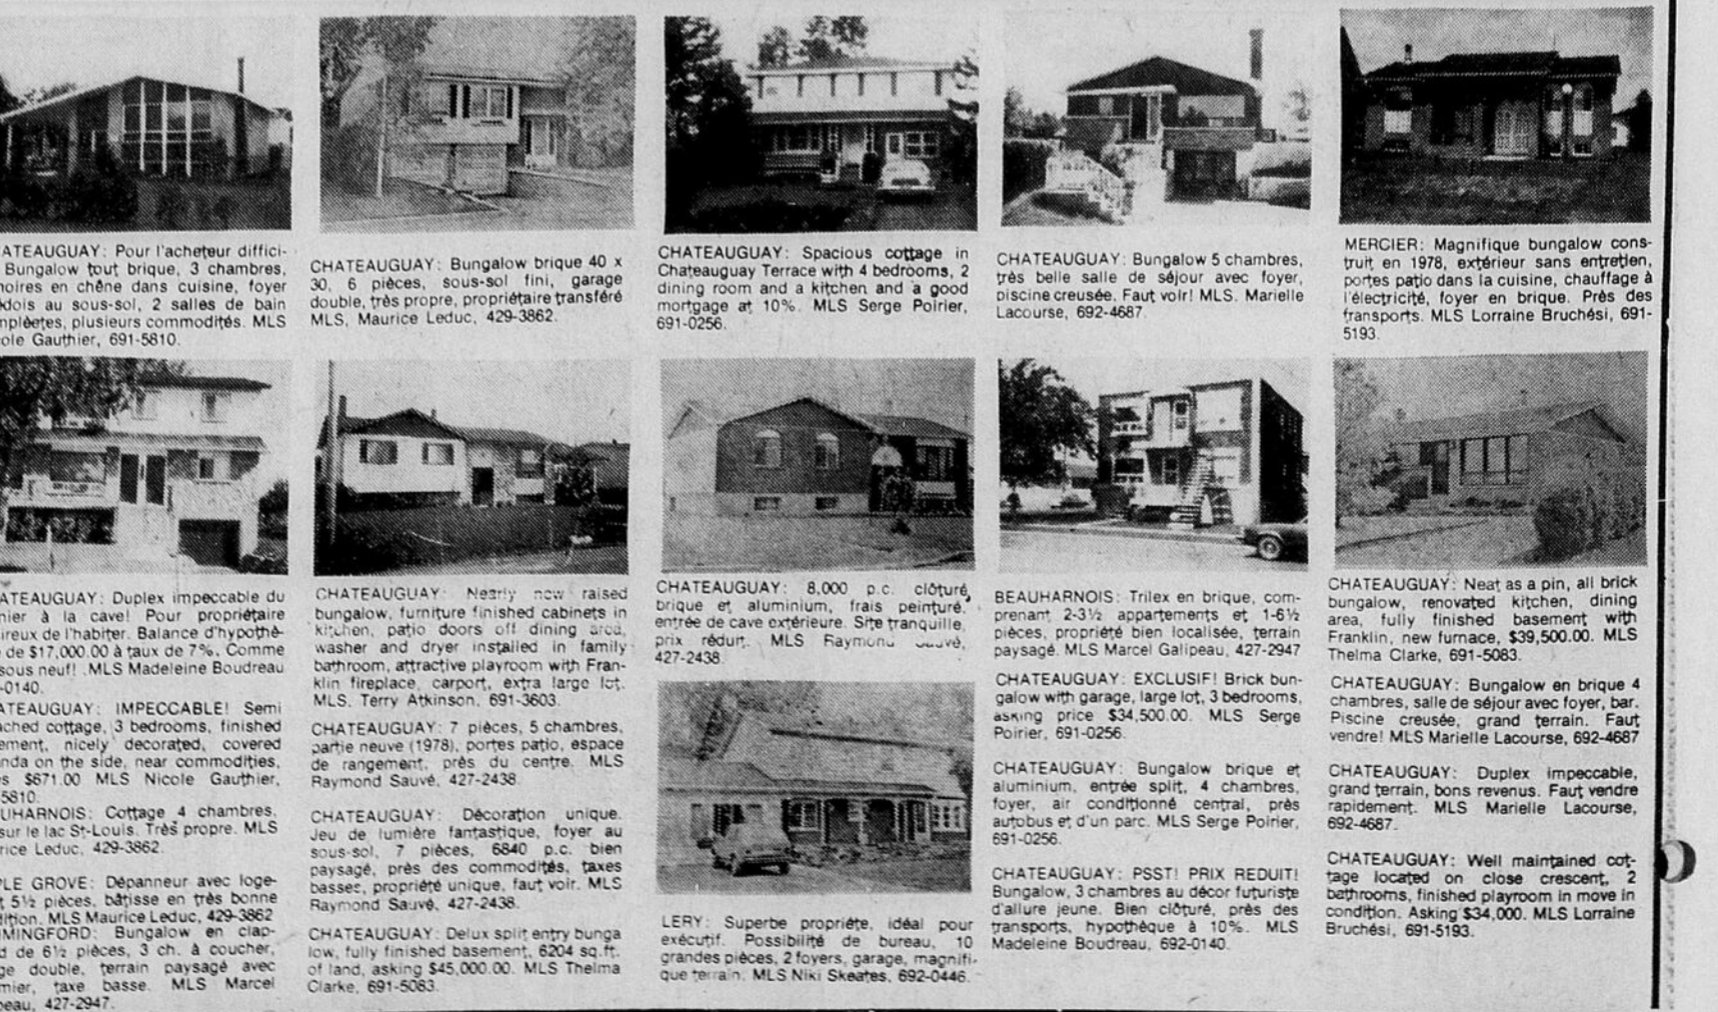 ATEAUGUAY: Pour l'acheteur diffici-
Bungalow tout brique, 3 chambres,
noires en chêne dans cuisine, foyer
dois au sous-sol, 2 salles de bain
mplèetes, plusieurs commodités. MLS
ole Gauthier, 691-5810.
CHATEAUGUAY: Bungalow brique 40 x
30, 6 pièces, sous-sol fini, garage
double, très propre, propriétaire transféré
MLS, Maurice Leduc, 429-3862.
CHATEAUGUAY: Spacious cottage in
Chateauguay Terrace with 4 bedrooms, 2
dining room and a kitchen and a good
mortgage at 10%. MLS Serge Poirier,
691-0256.
CHATEAUGUAY: Bungalow 5 chambres,
très belle salle de séjour avec foyer,
piscine creusée. Faut voir! MLS. Marielle
Lacourse, 692-4687.
MERCIER: Magnifique bungalow cons-
truit en 1978, extérieur sans entretien,
portes patio dans la cuisine, chauffage à
l'électricité, foyer en brique. Près des
transports. MLS Lorraine Bruchési, 691-
5193.
ATEAUGUAY: Duplex impeccable du
nier à la cave! Pour propriétaire
ireux de l'habiter. Balance d'hypothè-
de $17,000.00 à taux de 7%. Comme
sous neuf! MLS Madeleine Boudreau
-0140.
ATEAUGUAY: IMPECCABLE! Semi
ached cottage, 3 bedrooms, finished
ement, nicely decorated, covered
nda on the side, near commodities,
s $671.00 MLS Nicole Gauthier,
5810.
UHARNOIS: Cottage 4 chambres,
sur le lac St-Louis. Très propre. MLS
rice Leduc, 429-3862.
PLE GROVE: Dépanneur avec loge-
t 5½ pièces, bâtisse en très bonne
dition. MLS Maurice Leduc, 429-3862
MMINGFORD: Bungalow en clap-
d de 6½ pièces, 3 ch. à coucher,
ge double, terrain paysagé avec
mier, taxe basse. MLS Marcel
peau, 427-2947.
CHATEAUGUAY: Nearly new raised
bungalow, furniture finished cabinets in
kitchen, patio doors off dining area,
washer and dryer installed in family
bathroom, attractive playroom with Fran-
klin fireplace, carport, extra large lot.
MLS. Terry Atkinson, 691-3603.
CHATEAUGUAY: 7 pièces, 5 chambres,
partie neuve (1978), portes patio, espace
de rangement, près du centre. MLS
Raymond Sauvé, 427-2438.
CHATEAUGUAY: Décoration unique.
Jeu de lumière fantastique, foyer au
sous-sol, 7 pièces, 6840 p.c. bien
paysagé, près des commodités, taxes
basses, propriété unique, faut voir. MLS
Raymond Sauvé, 427-2438.
CHATEAUGUAY: Delux split entry bunga
low, fully finished basement, 6204 sq.ft.
of land, asking $45,000.00. MLS Thelma
Clarke, 691-5083.
CHATEAUGUAY: 8,000 p.c. clôturé,
brique et aluminium, frais peinturé,
entrée de cave extérieure. Site tranquille,
prix réduit. MLS Raymond Sauvé,
427-2438.
LERY: Superbe propriéte, idéal pour
exécutif. Possibilité de bureau, 10
grandes pièces, 2 foyers, garage, magnifi-
que terrain. MLS Niki Skeates, 692-0446.
BEAUHARNOIS: Trilex en brique, com-
prenant 2-3½ appartements et 1-6½
pièces, propriété bien localisée, terrain
paysagé. MLS Marcel Galipeau, 427-2947
CHATEAUGUAY: EXCLUSIF! Brick bun-
galow with garage, large lot, 3 bedrooms,
asking price $34,500.00. MLS Serge
Poirier, 691-0256.
CHATEAUGUAY: Bungalow brique et
aluminium, entrée split, 4 chambres,
foyer, air conditionné central, près
autobus et d'un parc. MLS Serge Poirier,
691-0256.
CHATEAUGUAY: PSST! PRIX REDUIT!
Bungalow, 3 chambres au décor futuriste
d'allure jeune. Bien clôturé, près des
transports, hypothèque à 10%. MLS
Madeleine Boudreau, 692-0140.
CHATEAUGUAY: Neat as a pin, all brick
bungalow, renovated kitchen, dining
area, fully finished basement with
Franklin, new furnace, $39,500.00. MLS
Thelma Clarke, 691-5083.
CHATEAUGUAY: Bungalow en brique 4
chambres, salle de séjour avec foyer, bar.
Piscine creusée, grand terrain. Faut
vendre! MLS Marielle Lacourse, 692-4687
CHATEAUGUAY: Duplex impeccable,
grand terrain, bons revenus. Faut vendre
rapidement. MLS Marielle Lacourse,
692-4687.
CHATEAUGUAY: Well maintained cot-
tage located on close crescent, 2
bathrooms, finished playroom in move in
condition. Asking $34,000. MLS Lorraine
Bruchési, 691-5193.